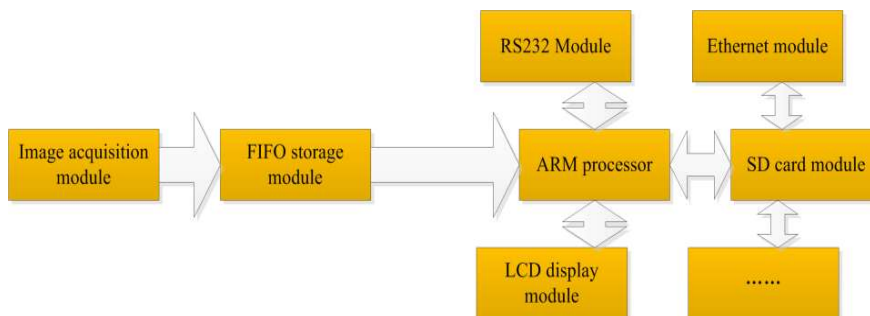 RS232 Module
Ethernet module
Image acquisition
module
FIFO storage
module
ARM processor
SD card module
LCD display
module
……